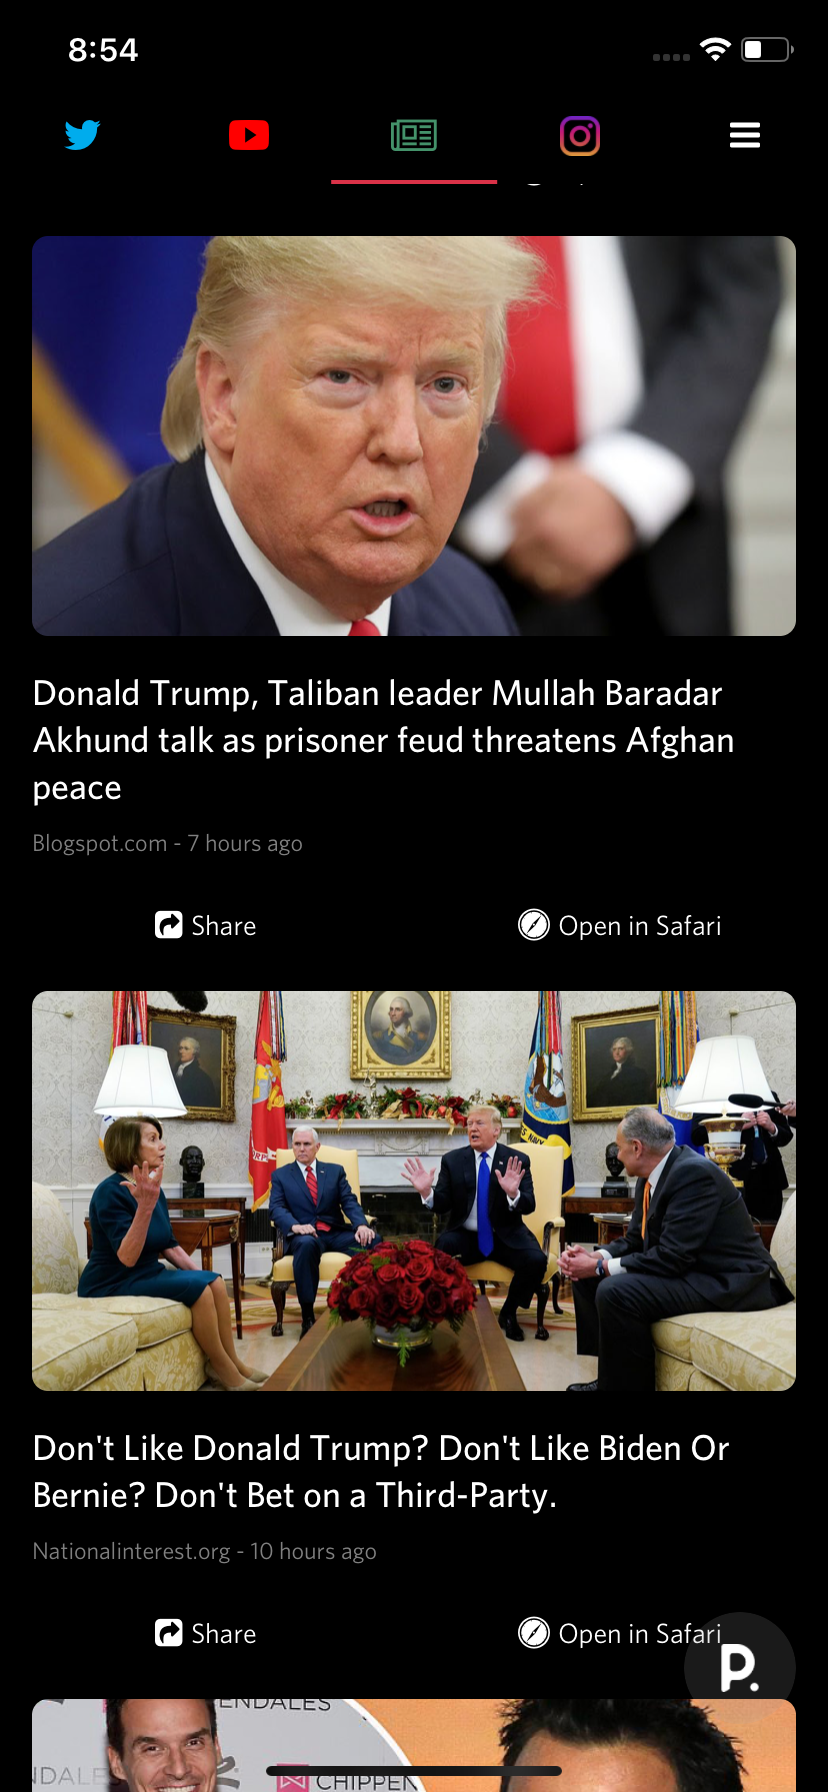 8:54
Donald Trump, Taliban leader Mullah Baradar
Akhund talk as prisoner feud threatens Afghan
peace
Blogspot.com - 7 hours ago
Share
Open in Safari
Don't Like Donald Trump? Don't Like Biden Or
Bernie? Don't Bet on a Third-Party.
Nationalinterest.org - 10 hours ago
Share
Open in Safari
P.
ENDALES
NDALE
CHIPPEN